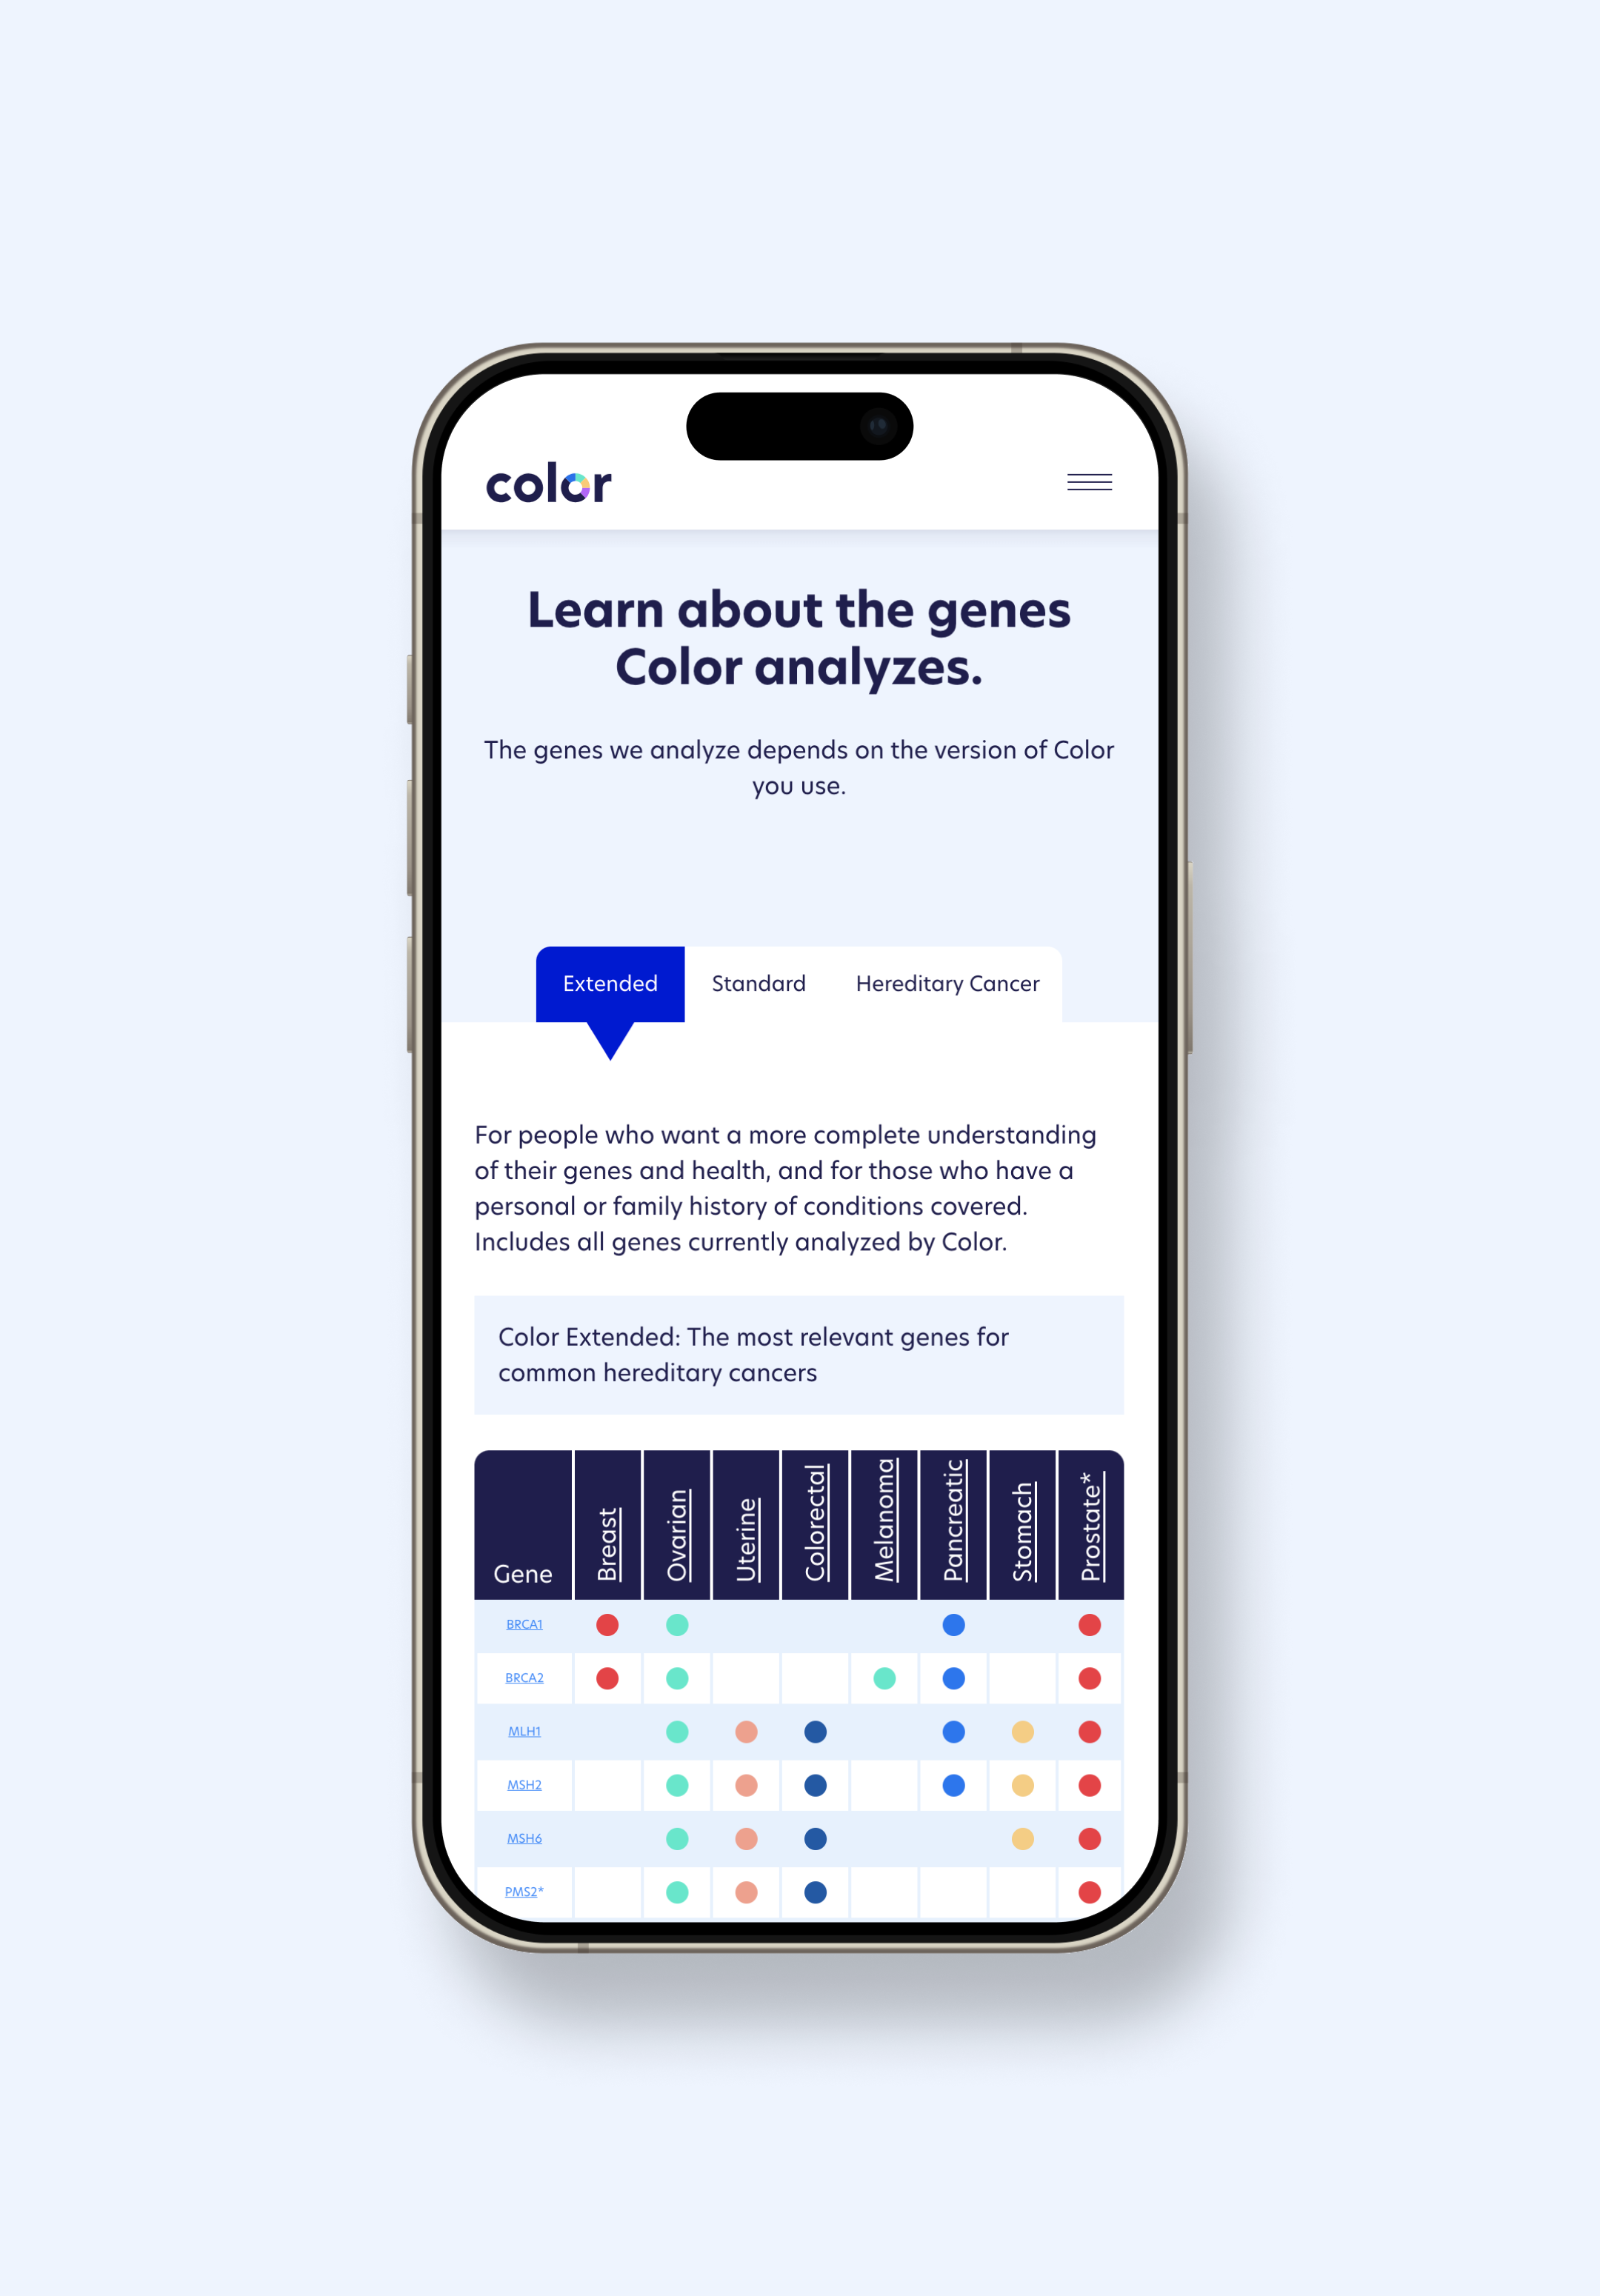 color
Learn about the genes
Color analyzes.
The genes we analyze depends on the version of Color
you use.
Extended Standard Hereditary Cancer
For people who want a more complete understanding
of their genes and health, and for those who have a
personal or family history of conditions covered.
Includes all genes currently analyzed by Color.
Color Extended: The most relevant genes for
common hereditary cancers
Gene Breast Ovarian Uterine Colorectal Melanoma Pancreatic Stomach Prostate*
BRCA1
BRCA2
MLH1
MSH2
MSH6
PMS2*